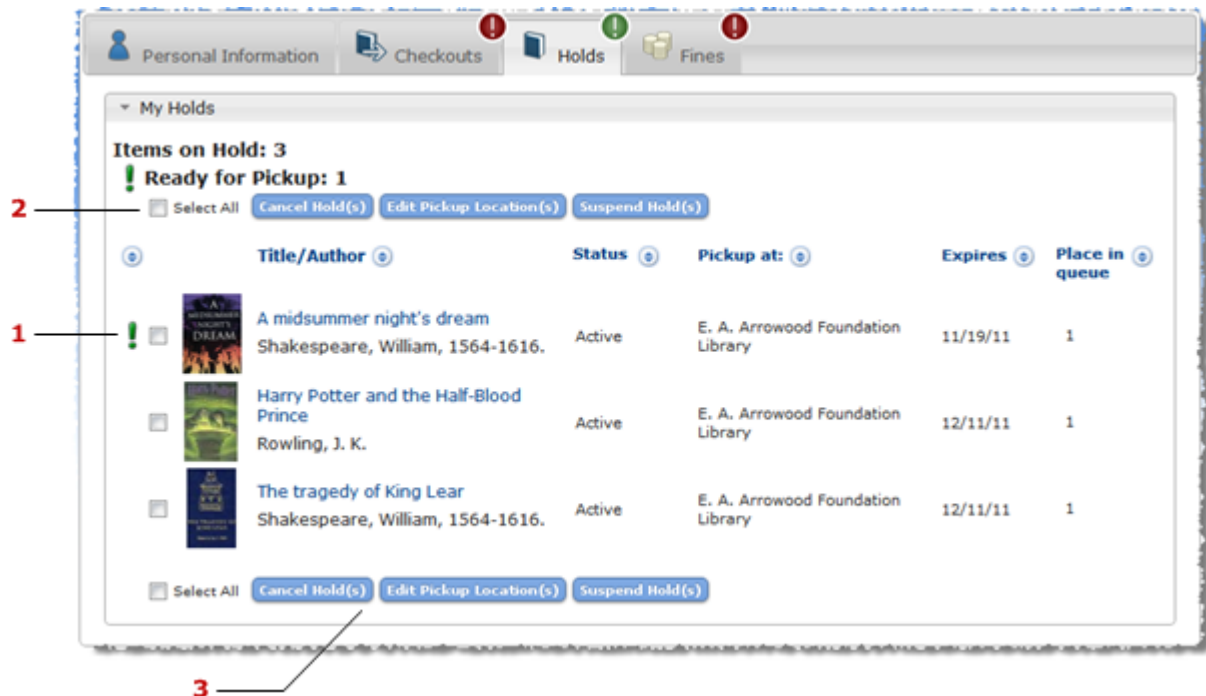 Personal Information
Checkouts
Holds
Fines
My Holds
Items on Hold: 3
Ready for Pickup: 1
2
Select All Cancel Hold(s) Edit Pickup Location(s) Suspend Hold(s)
Title/Author Status Pickup at: Expires Place in queue
1
A MIDSUMMER NIGHT'S DREAM
A midsummer night's dream
Shakespeare, William, 1564-1616.
Active
E. A. Arrowood Foundation
Library
11/19/11
1
Harry Potter and the Half-Blood
Prince
Rowling, J. K.
Active
E. A. Arrowood Foundation
Library
12/11/11
1
The tragedy of King Lear
Shakespeare, William, 1564-1616.
Active
E. A. Arrowood Foundation
Library
12/11/11
1
Select All Cancel Hold(s) Edit Pickup Location(s) Suspend Hold(s)
3